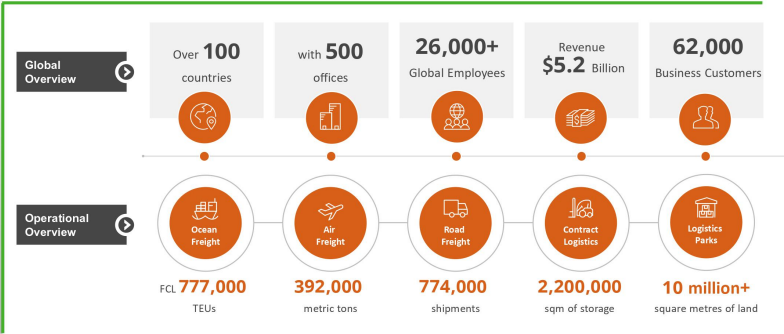 Global
Overview
Over 100
countries
with 500
offices
26,000+
Global Employees
Revenue
$5.2 Billion
62,000
Business Customers
Operational
Overview
Ocean
Freight
FCL 777,000
TEUs
Air
Freight
392,000
metric tons
Road
Freight
774,000
shipments
Contract
Logistics
2,200,000
sqm of storage
Logistics
Parks
10 million+
square metres of land